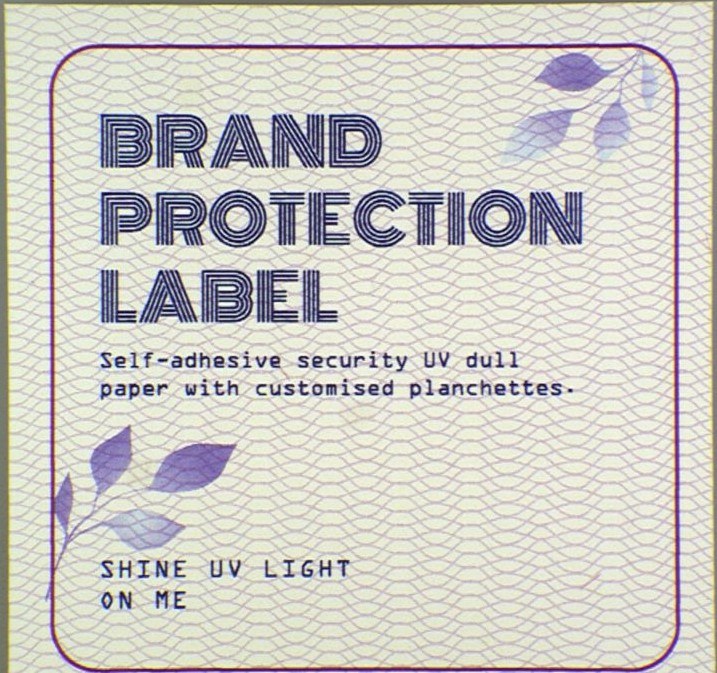 BRAND
PROTECTION
LABEL
Self-adhesive security UV dull
paper with customised planchettes.
SHINE UV LIGHT
ON ME